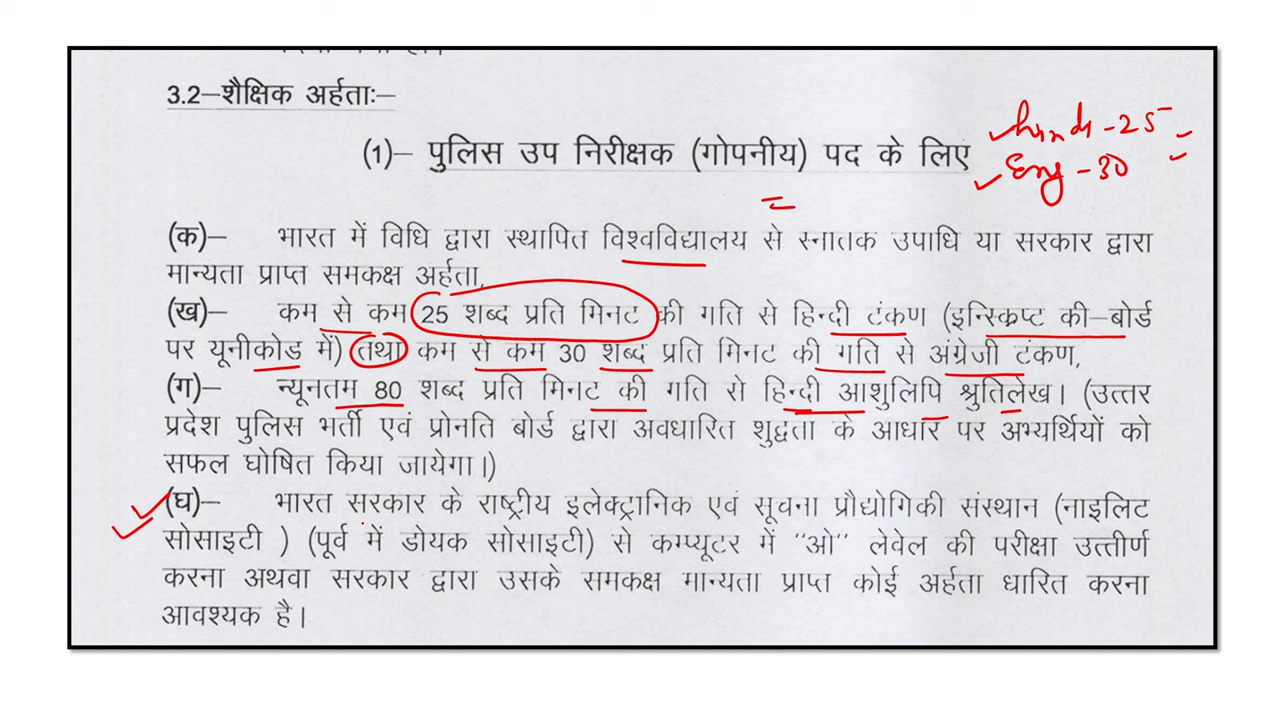 3.2–शैक्षिक अर्हताः–
(1)– पुलिस उप निरीक्षक (गोपनीय) पद के लिए
Hindi - 25
Eng - 30
(क)– भारत में विधि द्वारा स्थापित विश्वविद्यालय से स्नातक उपाधि या सरकार द्वारा
मान्यता प्राप्त समकक्ष अर्हता,
(ख)– कम से कम 25 शब्द प्रति मिनट की गति से हिन्दी टंकण (इन्स्क्रिप्ट की–बोर्ड
पर यूनीकोड में) तथा कम से कम 30 शब्द प्रति मिनट की गति से अंग्रेजी टंकण,
(ग)– न्यूनतम 80 शब्द प्रति मिनट की गति से हिन्दी आशुलिपि श्रुतिलेख। (उत्तर
प्रदेश पुलिस भर्ती एवं प्रोनति बोर्ड द्वारा अवधारित शुद्वता के आधार पर अभ्यर्थियों को
सफल घोषित किया जायेगा।)
(घ)– भारत सरकार के राष्ट्रीय इलेक्ट्रानिक एवं सूचना प्रौद्योगिकी संस्थान (नाइलिट
सोसाइटी ) (पूर्व में डोयक सोसाइटी) से कम्प्यूटर में "ओ" लेवेल की परीक्षा उत्तीर्ण
करना अथवा सरकार द्वारा उसके समकक्ष मान्यता प्राप्त कोई अर्हता धारित करना
आवश्यक है।